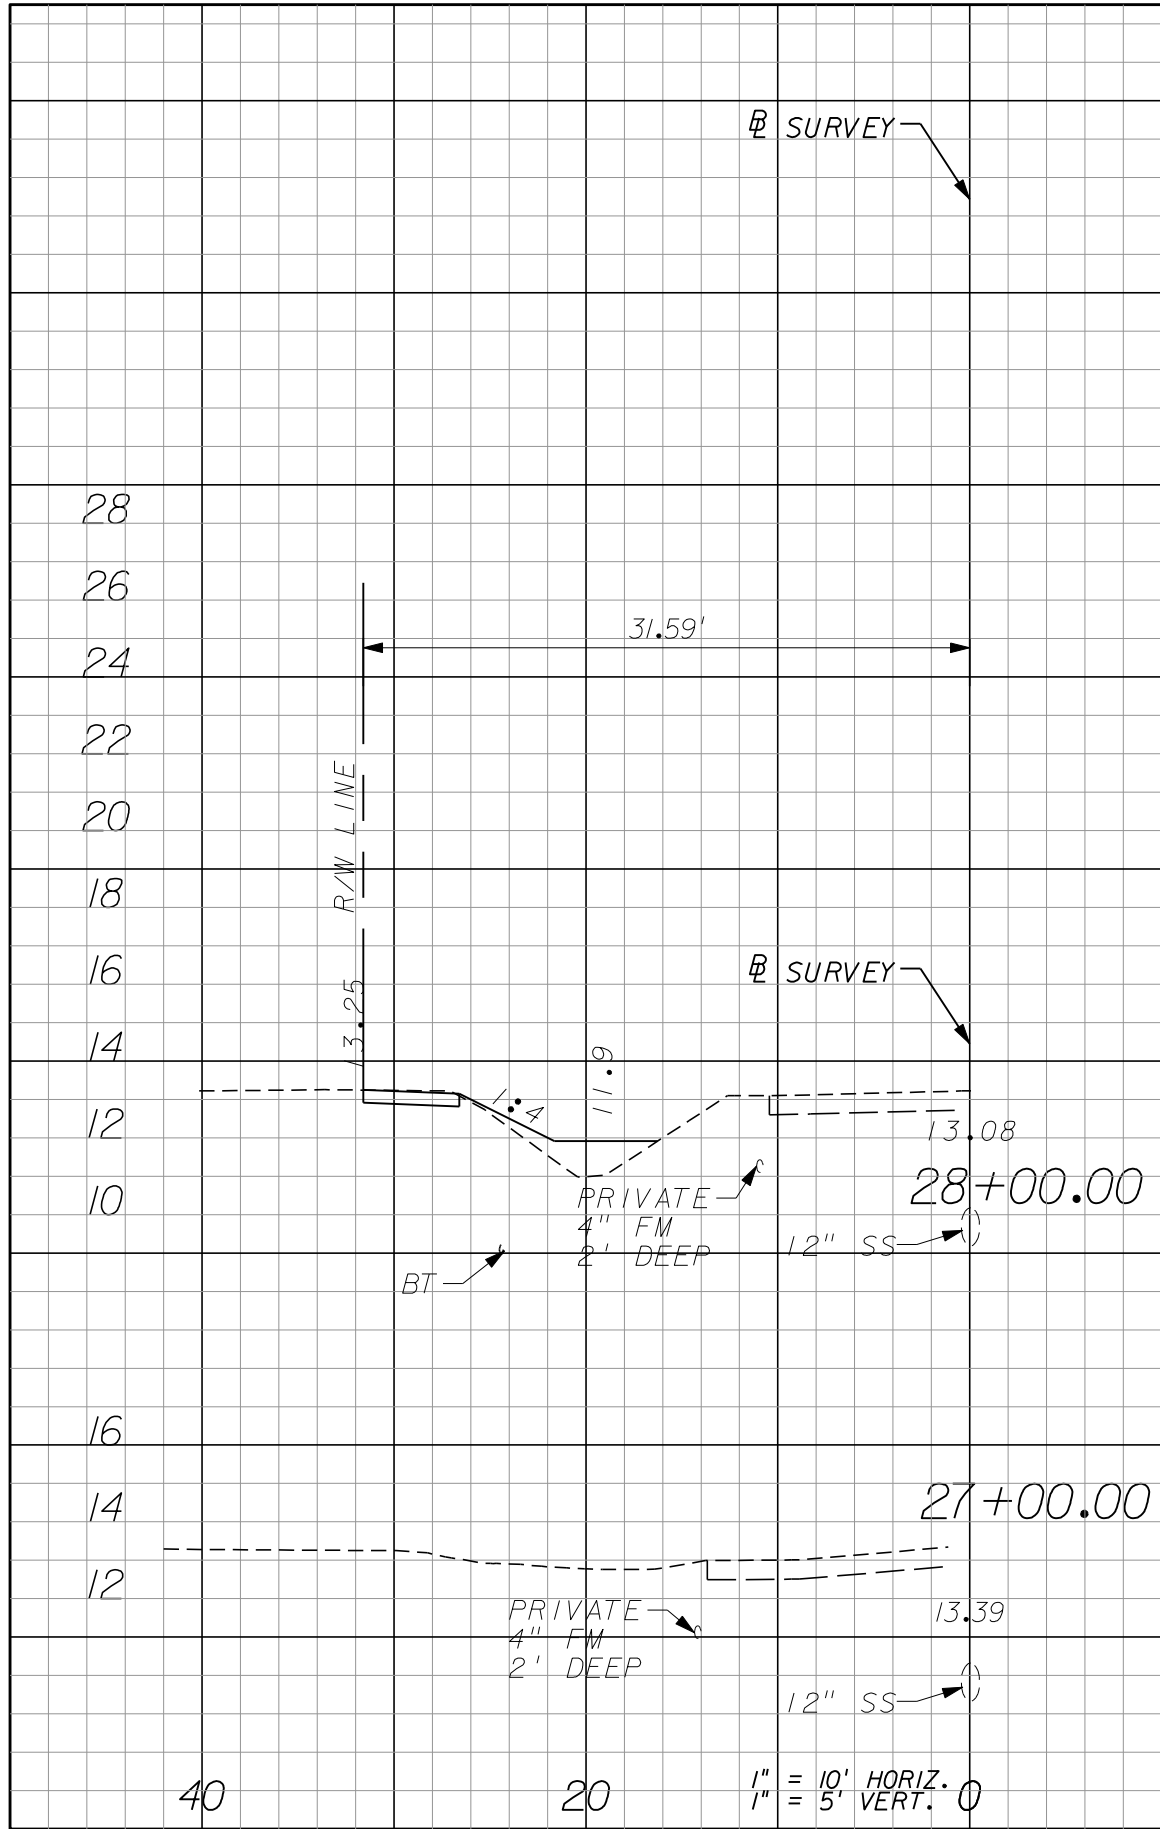 ⅊ SURVEY
28
26
31.59'
24
22
20
R/W LINE
18
16
⅊ SURVEY
13.25
14
11.9
1:4
12
13.08
10
28+00.00
PRIVATE
4" FM
2' DEEP
12" SS
BT
16
27+00.00
14
12
PRIVATE
4" FM
2' DEEP
13.39
12" SS
1" = 10' HORIZ.
1" = 5' VERT.
40
20
0